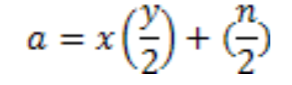 a = x(y/2) + (n/2)